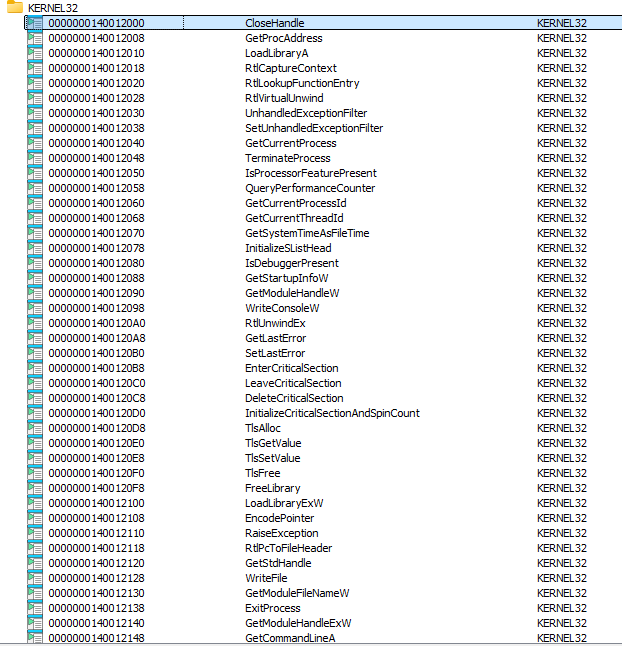 KERNEL32
0000000140012000 CloseHandle KERNEL32
0000000140012008 GetProcAddress KERNEL32
0000000140012010 LoadLibraryA KERNEL32
0000000140012018 RtlCaptureContext KERNEL32
0000000140012020 RtlLookupFunctionEntry KERNEL32
0000000140012028 RtlVirtualUnwind KERNEL32
0000000140012030 UnhandledExceptionFilter KERNEL32
0000000140012038 SetUnhandledExceptionFilter KERNEL32
0000000140012040 GetCurrentProcess KERNEL32
0000000140012048 TerminateProcess KERNEL32
0000000140012050 IsProcessorFeaturePresent KERNEL32
0000000140012058 QueryPerformanceCounter KERNEL32
0000000140012060 GetCurrentProcessId KERNEL32
0000000140012068 GetCurrentThreadId KERNEL32
0000000140012070 GetSystemTimeAsFileTime KERNEL32
0000000140012078 InitializeSListHead KERNEL32
0000000140012080 IsDebuggerPresent KERNEL32
0000000140012088 GetStartupInfoW KERNEL32
0000000140012090 GetModuleHandleW KERNEL32
0000000140012098 WriteConsoleW KERNEL32
00000001400120A0 RtlUnwindEx KERNEL32
00000001400120A8 GetLastError KERNEL32
00000001400120B0 SetLastError KERNEL32
00000001400120B8 EnterCriticalSection KERNEL32
00000001400120C0 LeaveCriticalSection KERNEL32
00000001400120C8 DeleteCriticalSection KERNEL32
00000001400120D0 InitializeCriticalSectionAndSpinCount KERNEL32
00000001400120D8 TlsAlloc KERNEL32
00000001400120E0 TlsGetValue KERNEL32
00000001400120E8 TlsSetValue KERNEL32
00000001400120F0 TlsFree KERNEL32
00000001400120F8 FreeLibrary KERNEL32
0000000140012100 LoadLibraryExW KERNEL32
0000000140012108 EncodePointer KERNEL32
0000000140012110 RaiseException KERNEL32
0000000140012118 RtlPcToFileHeader KERNEL32
0000000140012120 GetStdHandle KERNEL32
0000000140012128 WriteFile KERNEL32
0000000140012130 GetModuleFileNameW KERNEL32
0000000140012138 ExitProcess KERNEL32
0000000140012140 GetModuleHandleExW KERNEL32
0000000140012148 GetCommandLineA KERNEL32